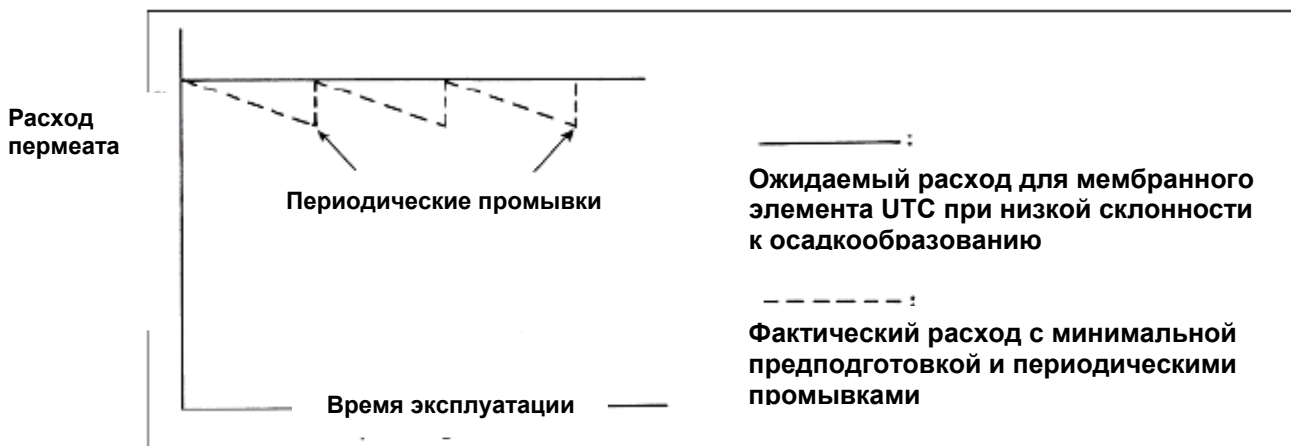 Расход
пермеата
Периодические промывки
Время эксплуатации
:
Ожидаемый расход для мембранного
элемента UTC при низкой склонности
к осадкообразованию
:
Фактический расход с минимальной
предподготовкой и периодическими
промывками